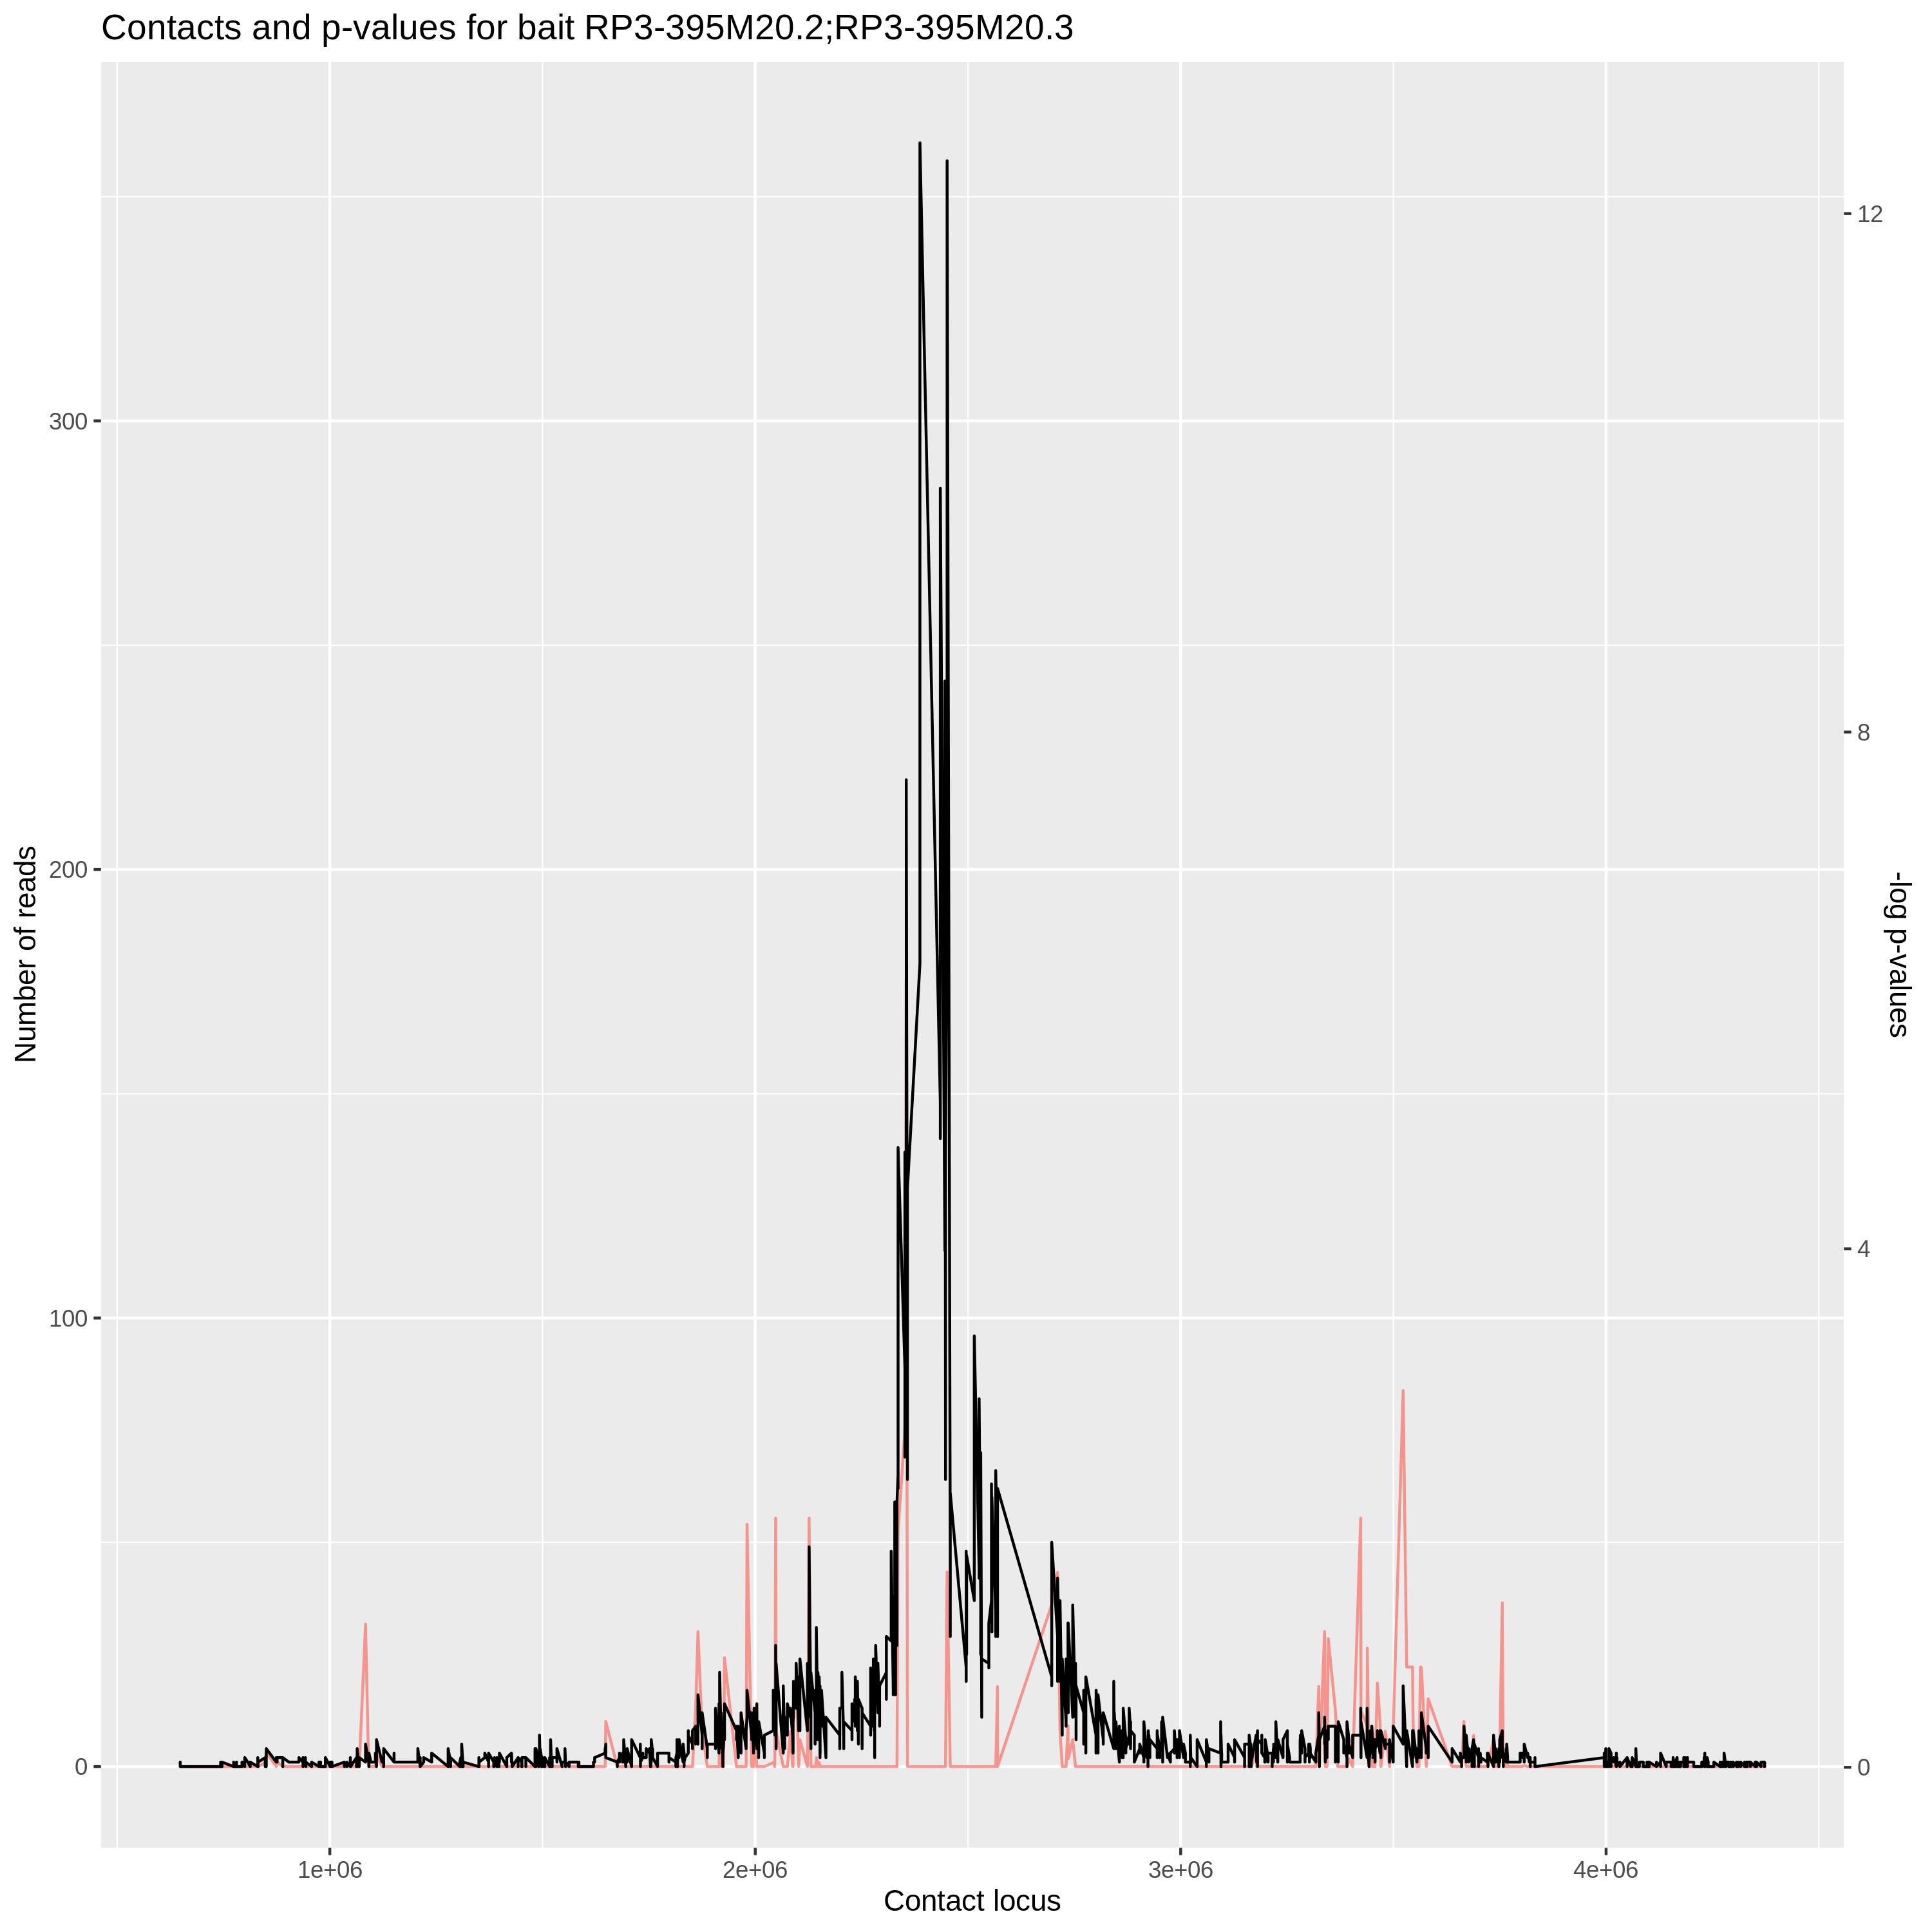 Contacts and p-values for bait RP3-395M20.2;RP3-395M20.3
Number of reads
300
200
100
0
12
8
4
0
-log p-values
1e+06 2e+06 3e+06 4e+06
Contact locus